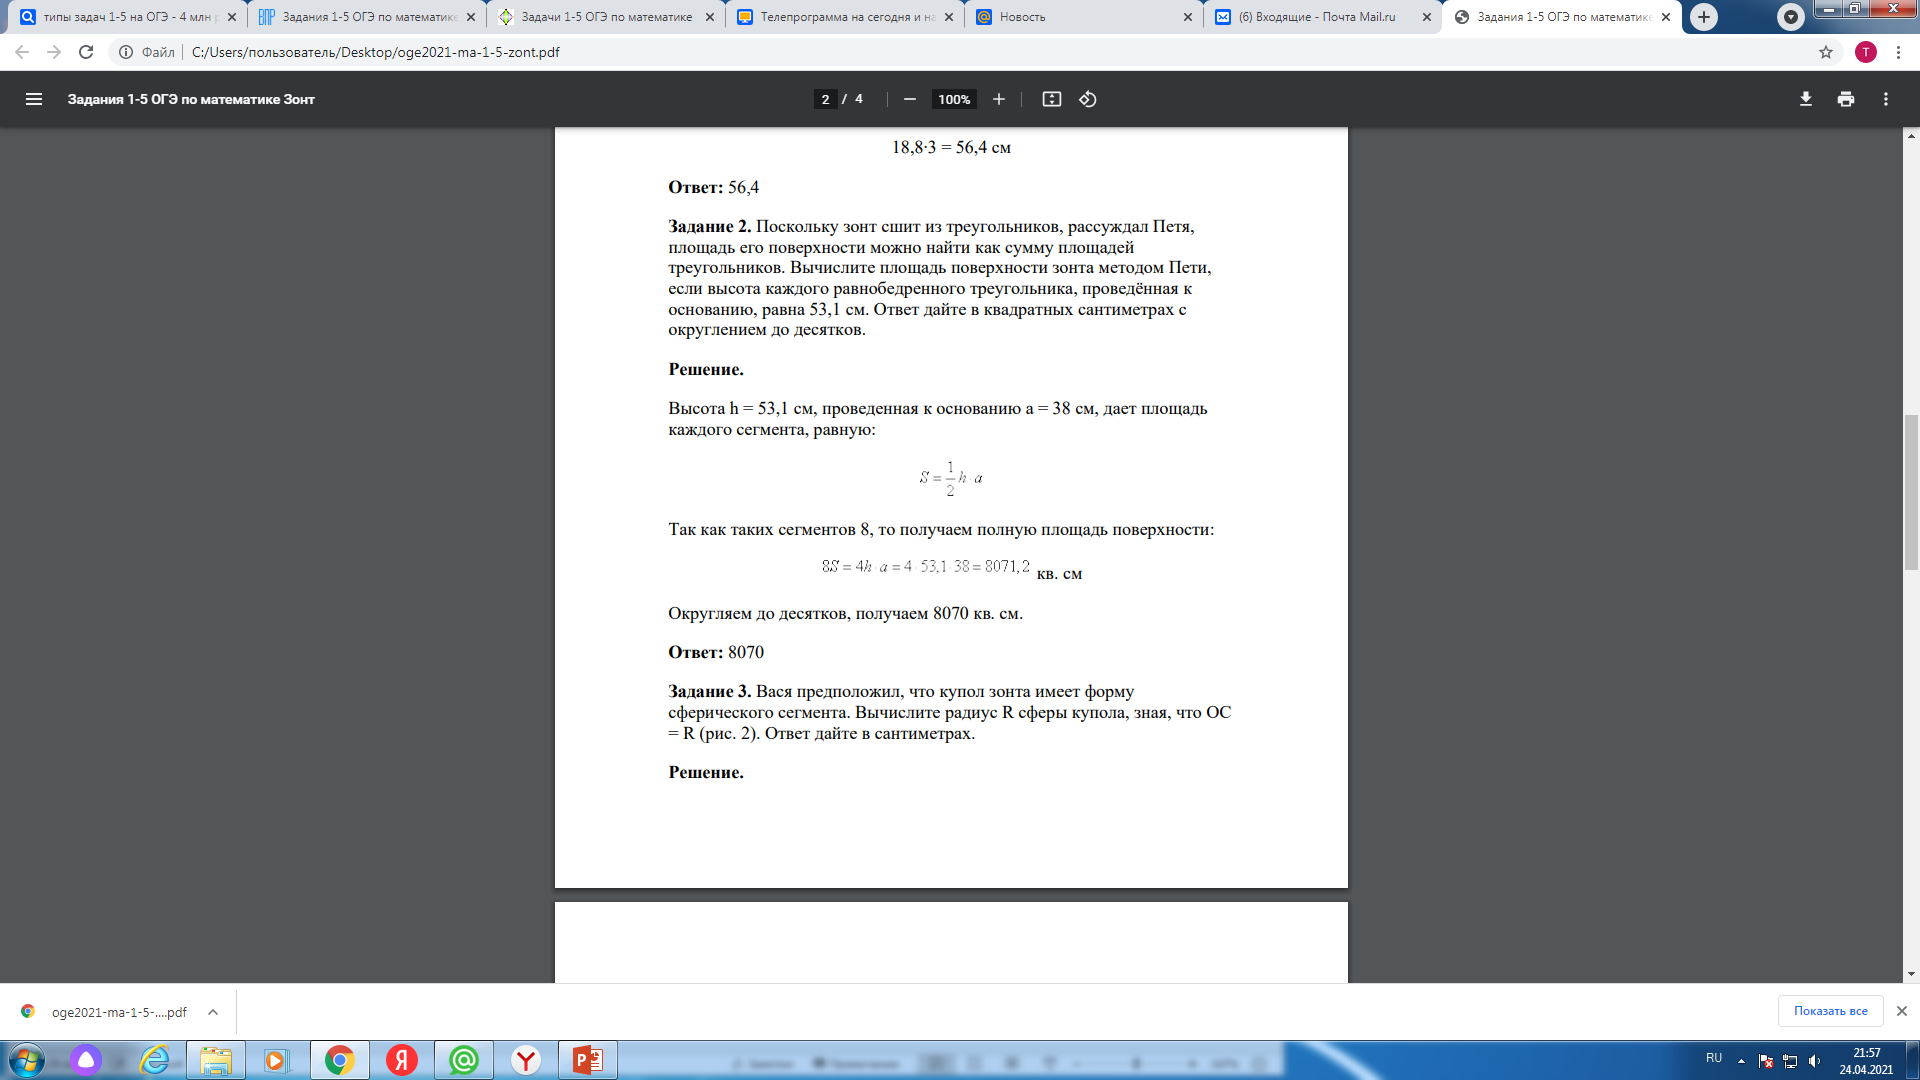 типы задач 1-5 на ОГЭ - 4 млн р
Задания 1-5 ОГЭ по математике
Задачи 1-5 ОГЭ по математике
Телепрограмма на сегодня и на
Новость
(6) Входящие - Почта Mail.ru
Задания 1-5 ОГЭ по математике
Файл
C:/Users/пользователь/Desktop/oge2021-ma-1-5-zont.pdf
T
Задания 1-5 ОГЭ по математике Зонт
2 / 4
100%
18,8·3 = 56,4 см
Ответ: 56,4
Задание 2. Поскольку зонт сшит из треугольников, рассуждал Петя,
площадь его поверхности можно найти как сумму площадей
треугольников. Вычислите площадь поверхности зонта методом Пети,
если высота каждого равнобедренного треугольника, проведённая к
основанию, равна 53,1 см. Ответ дайте в квадратных сантиметрах с
округлением до десятков.
Решение.
Высота h = 53,1 см, проведенная к основанию a = 38 см, дает площадь
каждого сегмента, равную:
S = 1/2 h · a
Так как таких сегментов 8, то получаем полную площадь поверхности:
8S = 4h · a = 4 · 53,1 · 38 = 8071,2 кв. см
Округляем до десятков, получаем 8070 кв. см.
Ответ: 8070
Задание 3. Вася предположил, что купол зонта имеет форму
сферического сегмента. Вычислите радиус R сферы купола, зная, что OC
= R (рис. 2). Ответ дайте в сантиметрах.
Решение.
oge2021-ma-1-5-....pdf
Показать все
RU
21:57
24.04.2021